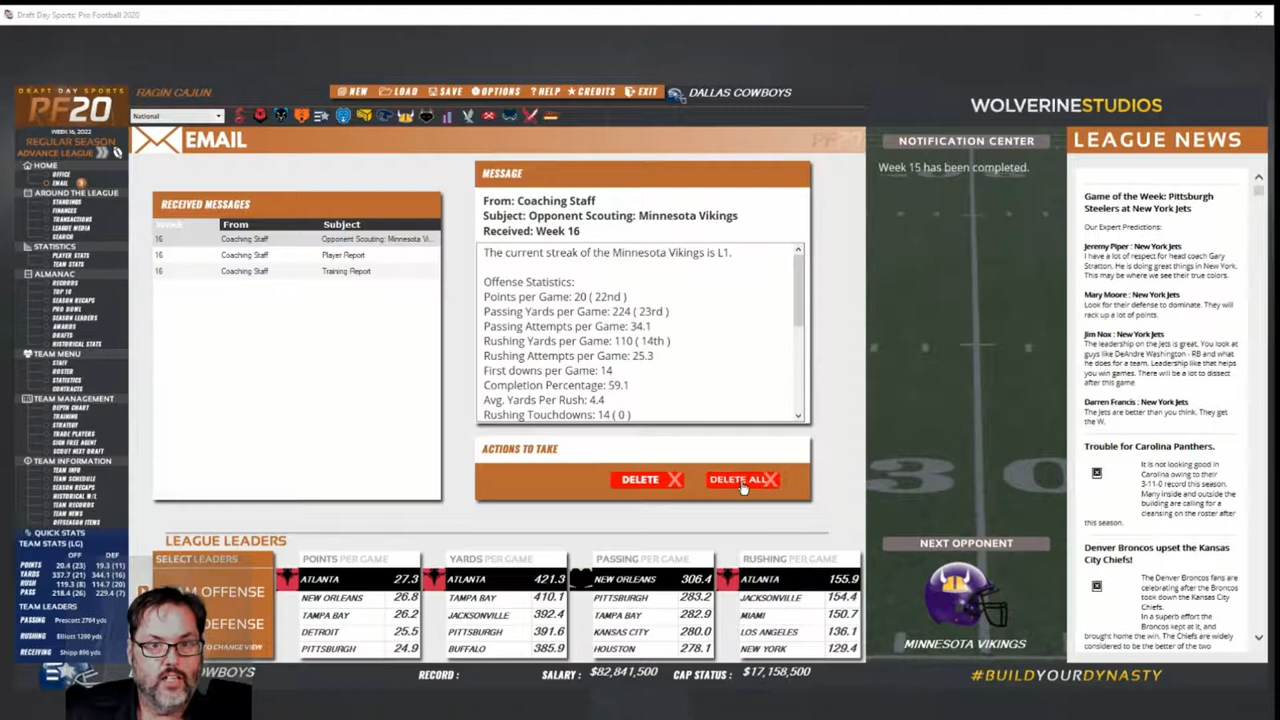 Draft Day Sports: Pro Football 2020
DRAFT DAY SPORTS
PF20
WEEK 16, 2022
REGULAR SEASON
ADVANCE LEAGUE
RAGIN CAJUN
NEW LOAD SAVE OPTIONS ? HELP CREDITS EXIT
DALLAS COWBOYS
National
WOLVERINESTUDIOS
HOME
OFFICE
EMAIL 3
AROUND THE LEAGUE
STANDINGS
FINANCES
TRANSACTIONS
LEAGUE MEDIA
SEARCH
STATISTICS
PLAYER STATS
TEAM STATS
ALMANAC
RECORDS
TOP 10
SEASON RECAPS
PRO BOWL
SEASON LEADERS
AWARDS
DRAFTS
HISTORICAL STATS
TEAM MENU
STAFF
ROSTER
STATISTICS
CONTRACTS
TEAM MANAGEMENT
DEPTH CHART
TRAINING
STRATEGY
TRADE PLAYERS
SIGN FREE AGENT
SCOUT NEXT DRAFT
TEAM INFORMATION
TEAM INFO
TEAM SCHEDULE
SEASON RECAPS
HISTORICAL W/L
TEAM RECORDS
NEWS
OFFSEASON ITEMS
QUICK STATS
TEAM STATS (LG)
OFF DEF
POINTS 20.4 (23) 19.3 (11)
YARDS 337.7 (21) 344.1 (16)
RUSH 119.3 (8) 114.7 (20)
PASS 218.4 (26) 229.4 (7)
TEAM LEADERS
PASSING Prescott 2764 yds
RUSHING Elliott 1200 yds
RECEIVING Shipp 896 yds
EMAIL
PF20
RECEIVED MESSAGES
Week From Subject
16 Coaching Staff Opponent Scouting: Minnesota Vi...
16 Coaching Staff Player Report
16 Coaching Staff Training Report
MESSAGE
From: Coaching Staff
Subject: Opponent Scouting: Minnesota Vikings
Received: Week 16
The current streak of the Minnesota Vikings is L1.
Offense Statistics:
Points per Game: 20 ( 22nd )
Passing Yards per Game: 224 ( 23rd )
Passing Attempts per Game: 34.1
Rushing Yards per Game: 110 ( 14th )
Rushing Attempts per Game: 25.3
First downs per Game: 14
Completion Percentage: 59.1
Avg. Yards Per Rush: 4.4
Rushing Touchdowns: 14 ( 0 )
ACTIONS TO TAKE
DELETE X DELETE ALL X
NOTIFICATION CENTER
Week 15 has been completed.
3 0
NEXT OPPONENT
MINNESOTA VIKINGS
LEAGUE NEWS
Game of the Week: Pittsburgh
Steelers at New York Jets
Our Expert Predictions:
Jeremy Piper : New York Jets
I have a lot of respect for head coach Gary
Stratton. He is doing great things in New York.
This may be where we see their true colors.
Mary Moore : New York Jets
Look for their defense to dominate. They will
rack up a lot of points.
Jim Nox : New York Jets
The leadership on the Jets is great. You look at
guys like DeAndre Washington - RB and what
he does for a team. Leadership like that helps
you win games. There will be a lot to dissect
after this game
Darren Francis : New York Jets
The Jets are better than you think. They get
the W.
Trouble for Carolina Panthers.
It is not looking good in
Carolina owing to their
3-11-0 record this season.
Many inside and outside the
building are calling for a
cleansing on the roster after
this season.
Denver Broncos upset the Kansas
City Chiefs!
The Denver Broncos fans are
celebrating after the
Broncos took down the
Kansas City
Chiefs.
In a superb effort the
Broncos kept at it, and
brought home the win. The Chiefs are widely
considered to be the better of the two
LEAGUE LEADERS
SELECT LEADERS
TEAM OFFENSE
DEFENSE
TO CHANGE VIEW
POINTS PER GAME
ATLANTA 27.3
NEW ORLEANS 26.8
TAMPA BAY 26.2
DETROIT 25.5
PITTSBURGH 24.9
YARDS PER GAME
ATLANTA 421.3
TAMPA BAY 410.1
JACKSONVILLE 392.4
PITTSBURGH 391.6
BUFFALO 385.9
PASSING PER GAME
NEW ORLEANS 306.4
PITTSBURGH 283.2
TAMPA BAY 282.9
KANSAS CITY 280.0
HOUSTON 278.1
RUSHING PER GAME
ATLANTA 155.9
JACKSONVILLE 154.4
MIAMI 150.7
LOS ANGELES 136.1
NEW YORK 129.4
COWBOYS
RECORD :
SALARY: $82,841,500
CAP STATUS : $17,158,500
#BUILDYOURDYNASTY